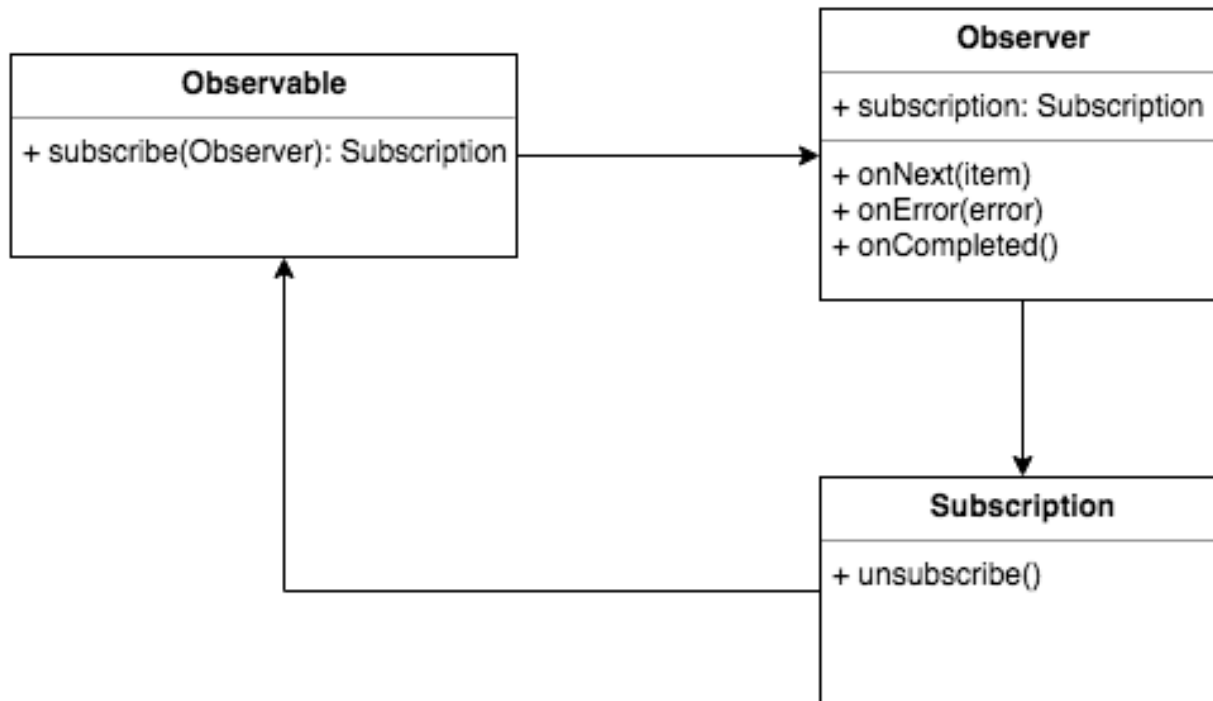 Observable
+ subscribe(Observer): Subscription
Observer
+ subscription: Subscription
+ onNext(item)
+ onError(error)
+ onCompleted()
Subscription
+ unsubscribe()